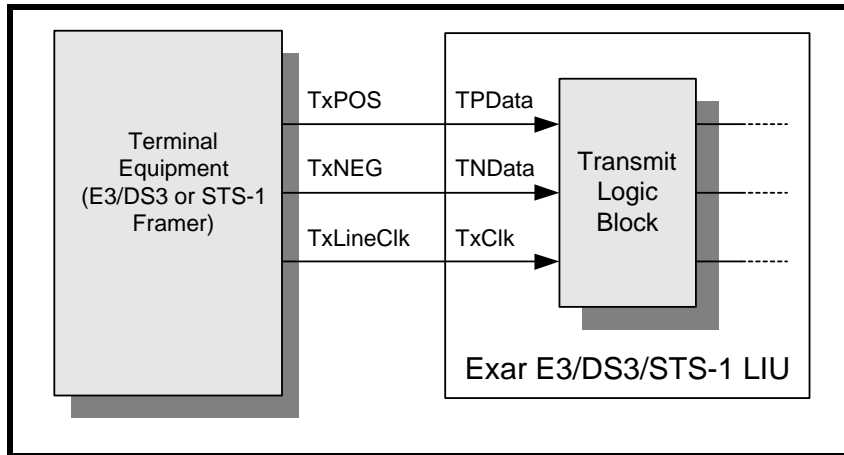 Terminal
Equipment
(E3/DS3 or STS-1
Framer)
TxPOS
TPData
TxNEG
TNData
TxLineClk
TxClk
Transmit
Logic
Block
Exar E3/DS3/STS-1 LIU